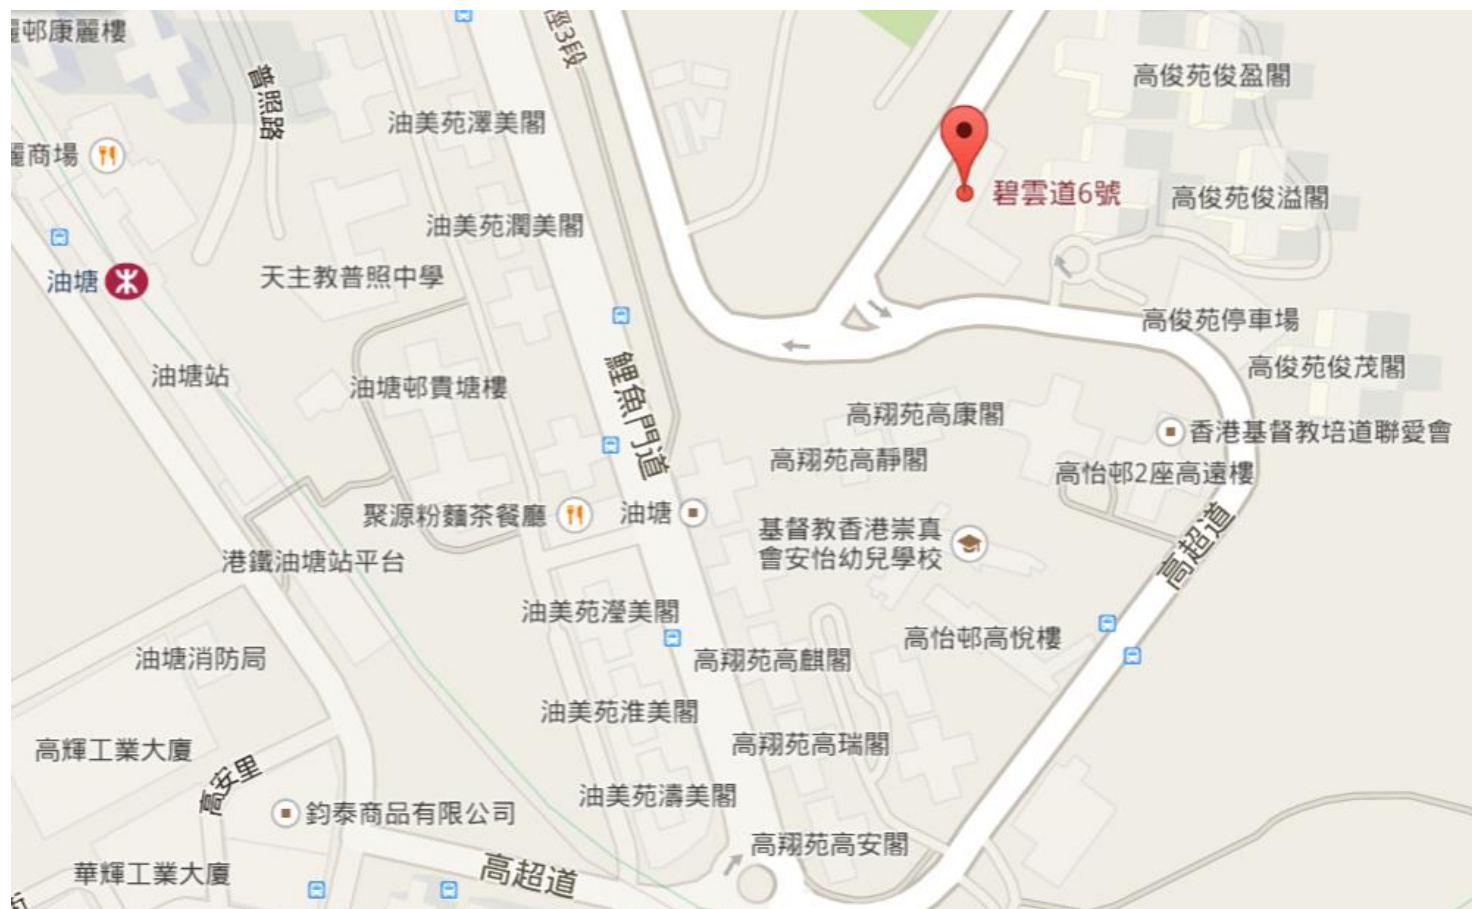 邨康麗樓
徑3段
高俊苑俊盈閣
普照路
油美苑澤美閣
商場
碧雲道6號
高俊苑俊溢閣
油美苑潤美閣
油塘
天主教普照中學
高俊苑停車場
油塘站
油塘邨貴塘樓
鯉魚門道
高俊苑俊茂閣
高翔苑高康閣
香港基督教培道聯愛會
高翔苑高靜閣
高怡邨2座高遠樓
聚源粉麵茶餐廳
油塘
基督教香港崇真
會安怡幼兒學校
高超道
港鐵油塘站平台
油美苑瀅美閣
高怡邨高悅樓
油塘消防局
高翔苑高麒閣
油美苑淮美閣
高輝工業大廈
高翔苑高瑞閣
高安里
油美苑濤美閣
鈞泰商品有限公司
高翔苑高安閣
華輝工業大廈
高超道